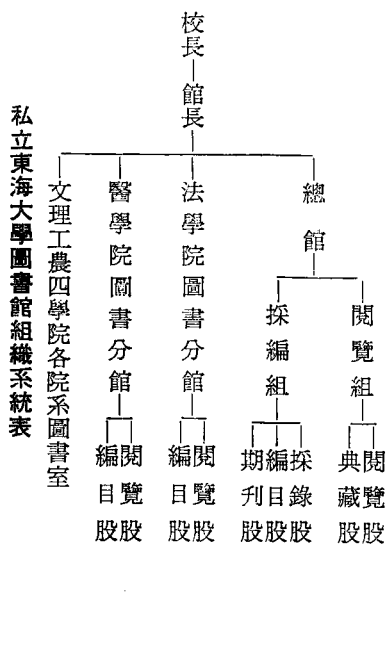 校長
館長
總館
閱覽組
閱覽股
典藏股
採編組
採錄股
編目股
期刊股
法學院圖書分館
閱覽股
編目股
醫學院圖書分館
閱覽股
編目股
文理工農四學院各院系圖書室
私立東海大學圖書館組織系統表